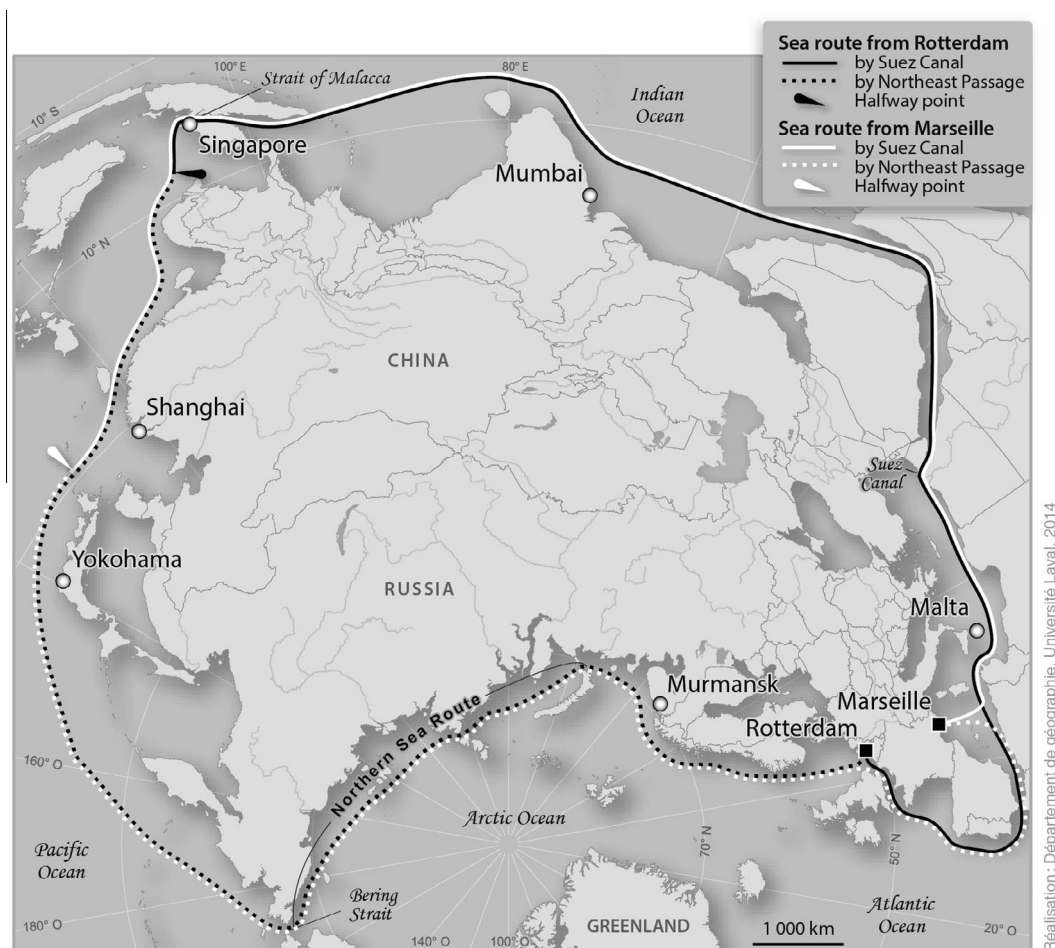 Sea route from Rotterdam
by Suez Canal
by Northeast Passage
Halfway point
Sea route from Marseille
by Suez Canal
by Northeast Passage
Halfway point
100° E
80° E
Strait of Malacca
Indian
Ocean
10° S
Singapore
Mumbai
10° N
CHINA
Shanghai
Suez
Canal
Yokohama
RUSSIA
Malta
Murmansk
Marseille
Rotterdam
Northern Sea Route
160° O
Arctic Ocean
70° N
50° N
Pacific
Ocean
Bering
Strait
Atlantic
Ocean
GREENLAND
1 000 km
180° O
140° O
100° O
20° O
Réalisation: Département de géographie, Université Laval, 2014